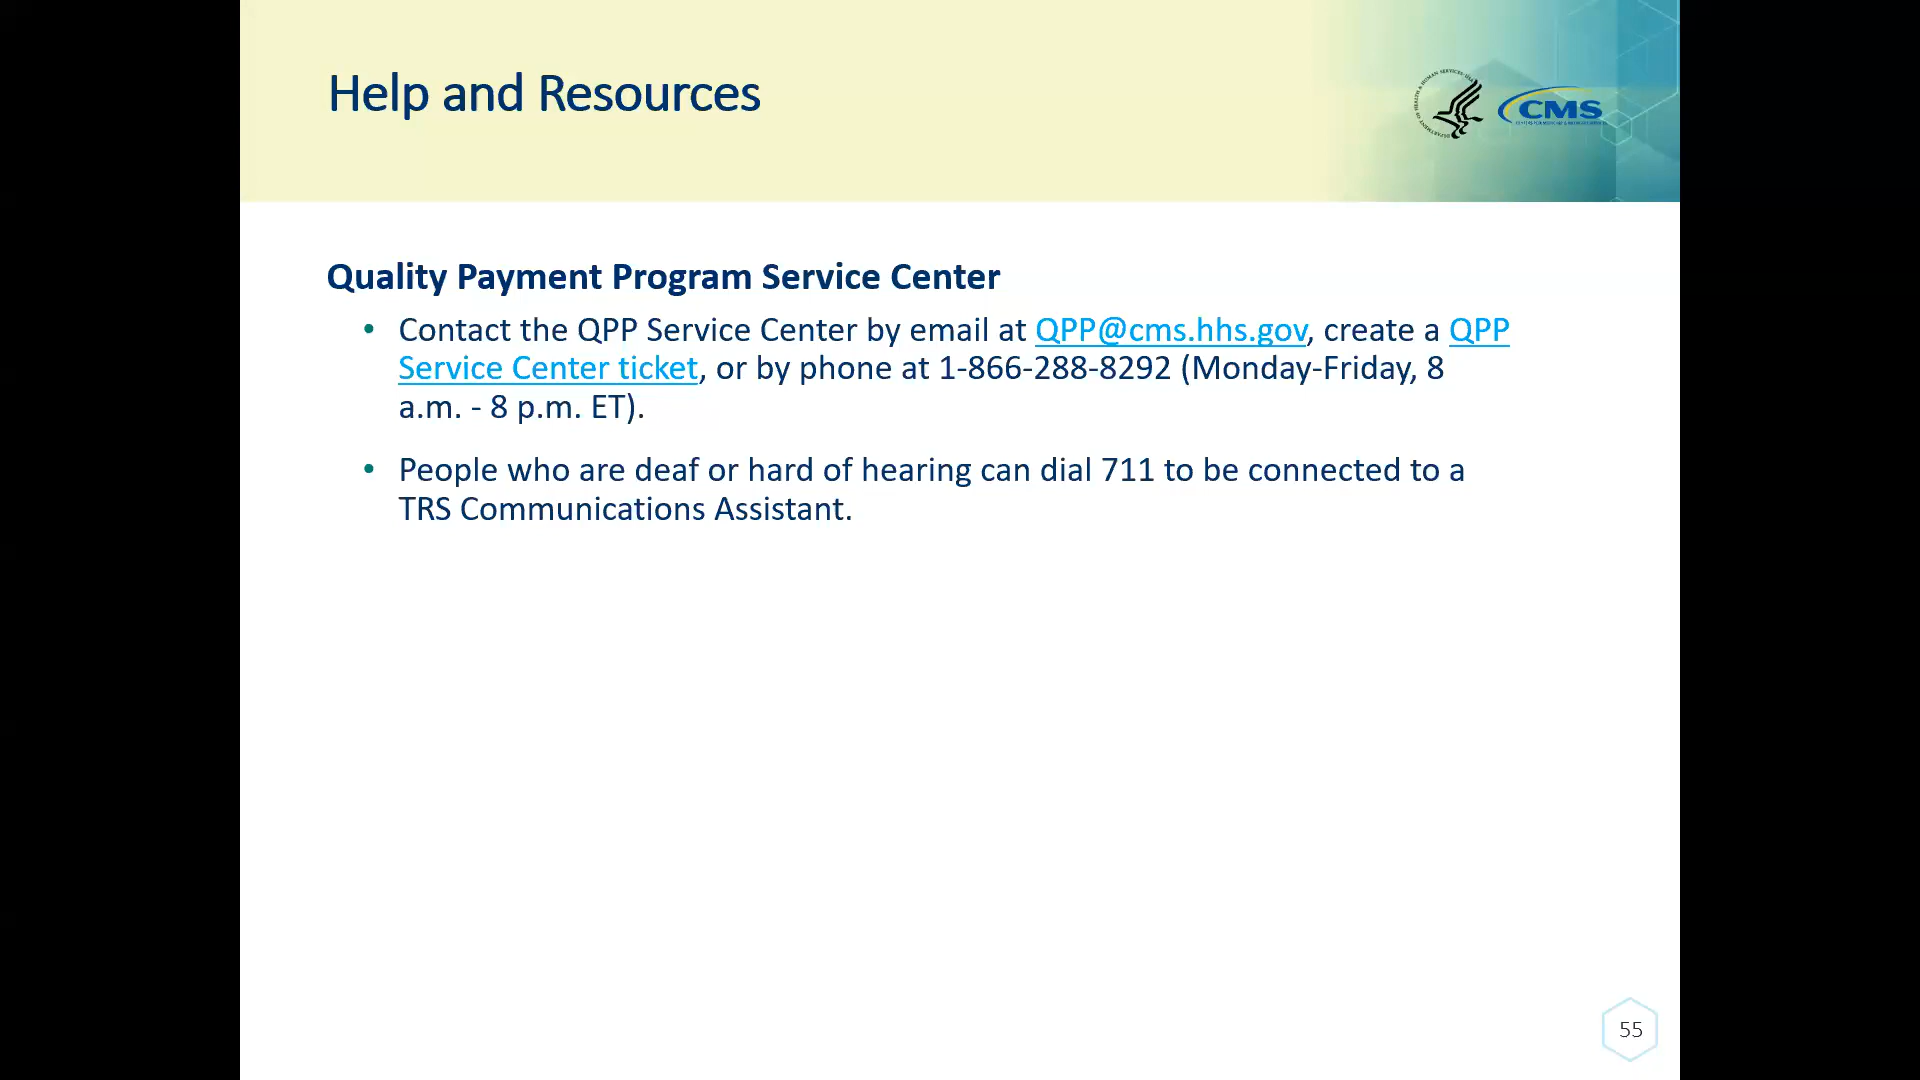 Help and Resources
CMS
Quality Payment Program Service Center
• Contact the QPP Service Center by email at QPP@cms.hhs.gov, create a QPP
Service Center ticket, or by phone at 1-866-288-8292 (Monday-Friday, 8
a.m. - 8 p.m. ET).
• People who are deaf or hard of hearing can dial 711 to be connected to a
TRS Communications Assistant.
55